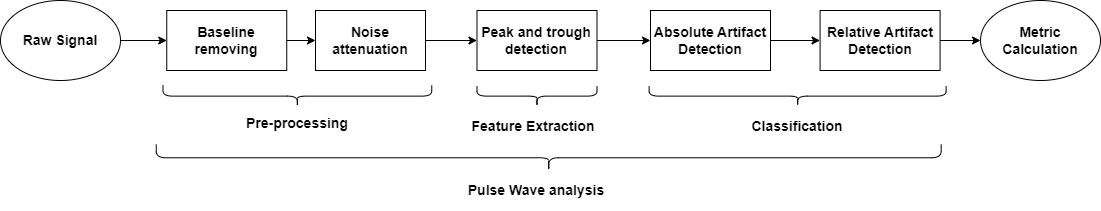 Raw Signal
Baseline
removing
Noise
attenuation
Peak and trough
detection
Absolute Artifact
Detection
Relative Artifact
Detection
Metric
Calculation
Pre-processing
Feature Extraction
Classification
Pulse Wave analysis